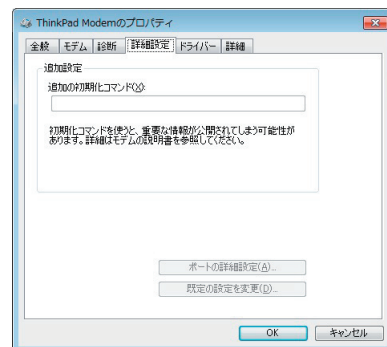 ThinkPad Modemのプロパティ
全般 モデム 診断 詳細設定 ドライバー 詳細
追加設定
追加の初期化コマンド(X):
初期化コマンドを使うと、重要な情報が公開されてしまう可能性が
あります。詳細はモデムの説明書を参照してください。
ポートの詳細設定(A)...
既定の設定を変更(D)...
OK キャンセル